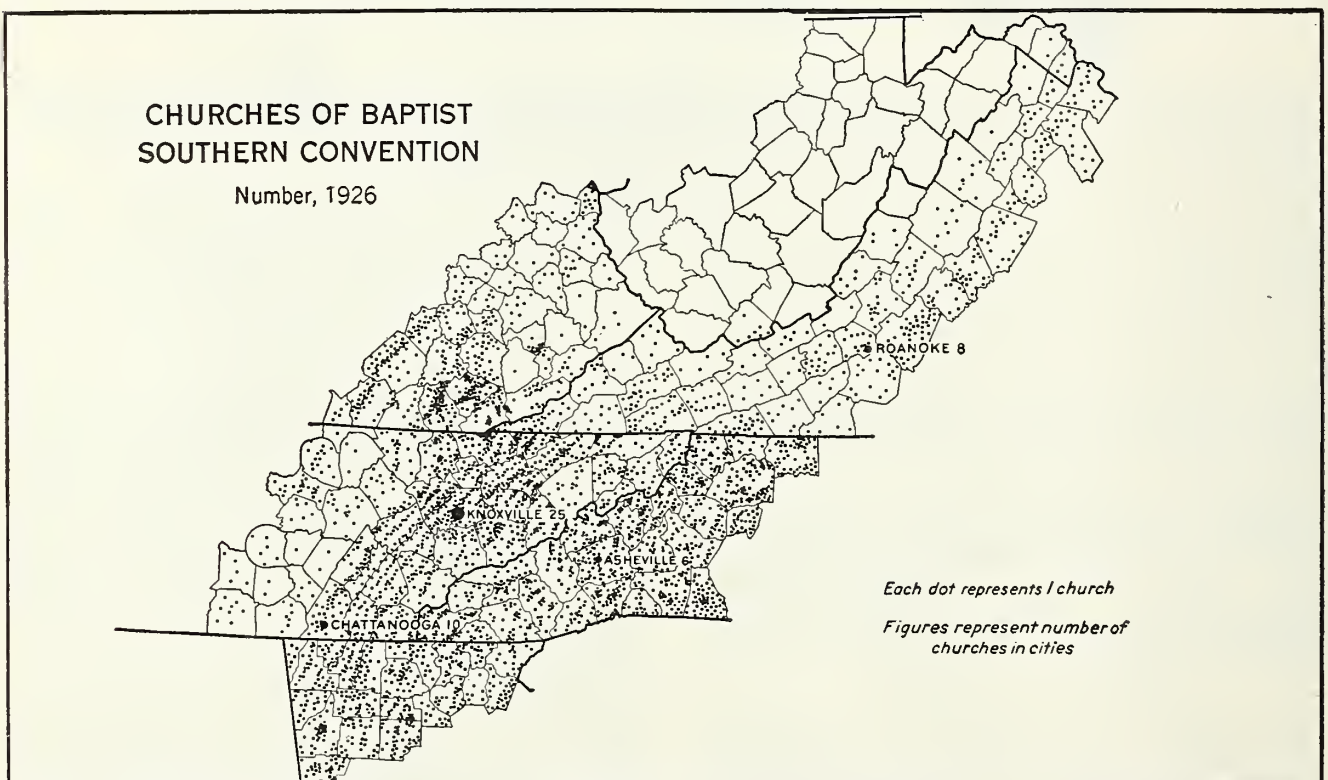 CHURCHES OF BAPTIST
SOUTHERN CONVENTION
Number, 1926
ROANOKE 8
KNOXVILLE 25
ASHEVILLE 6
CHATTANOOGA 10
Each dot represents 1 church
Figures represent number of
churches in cities